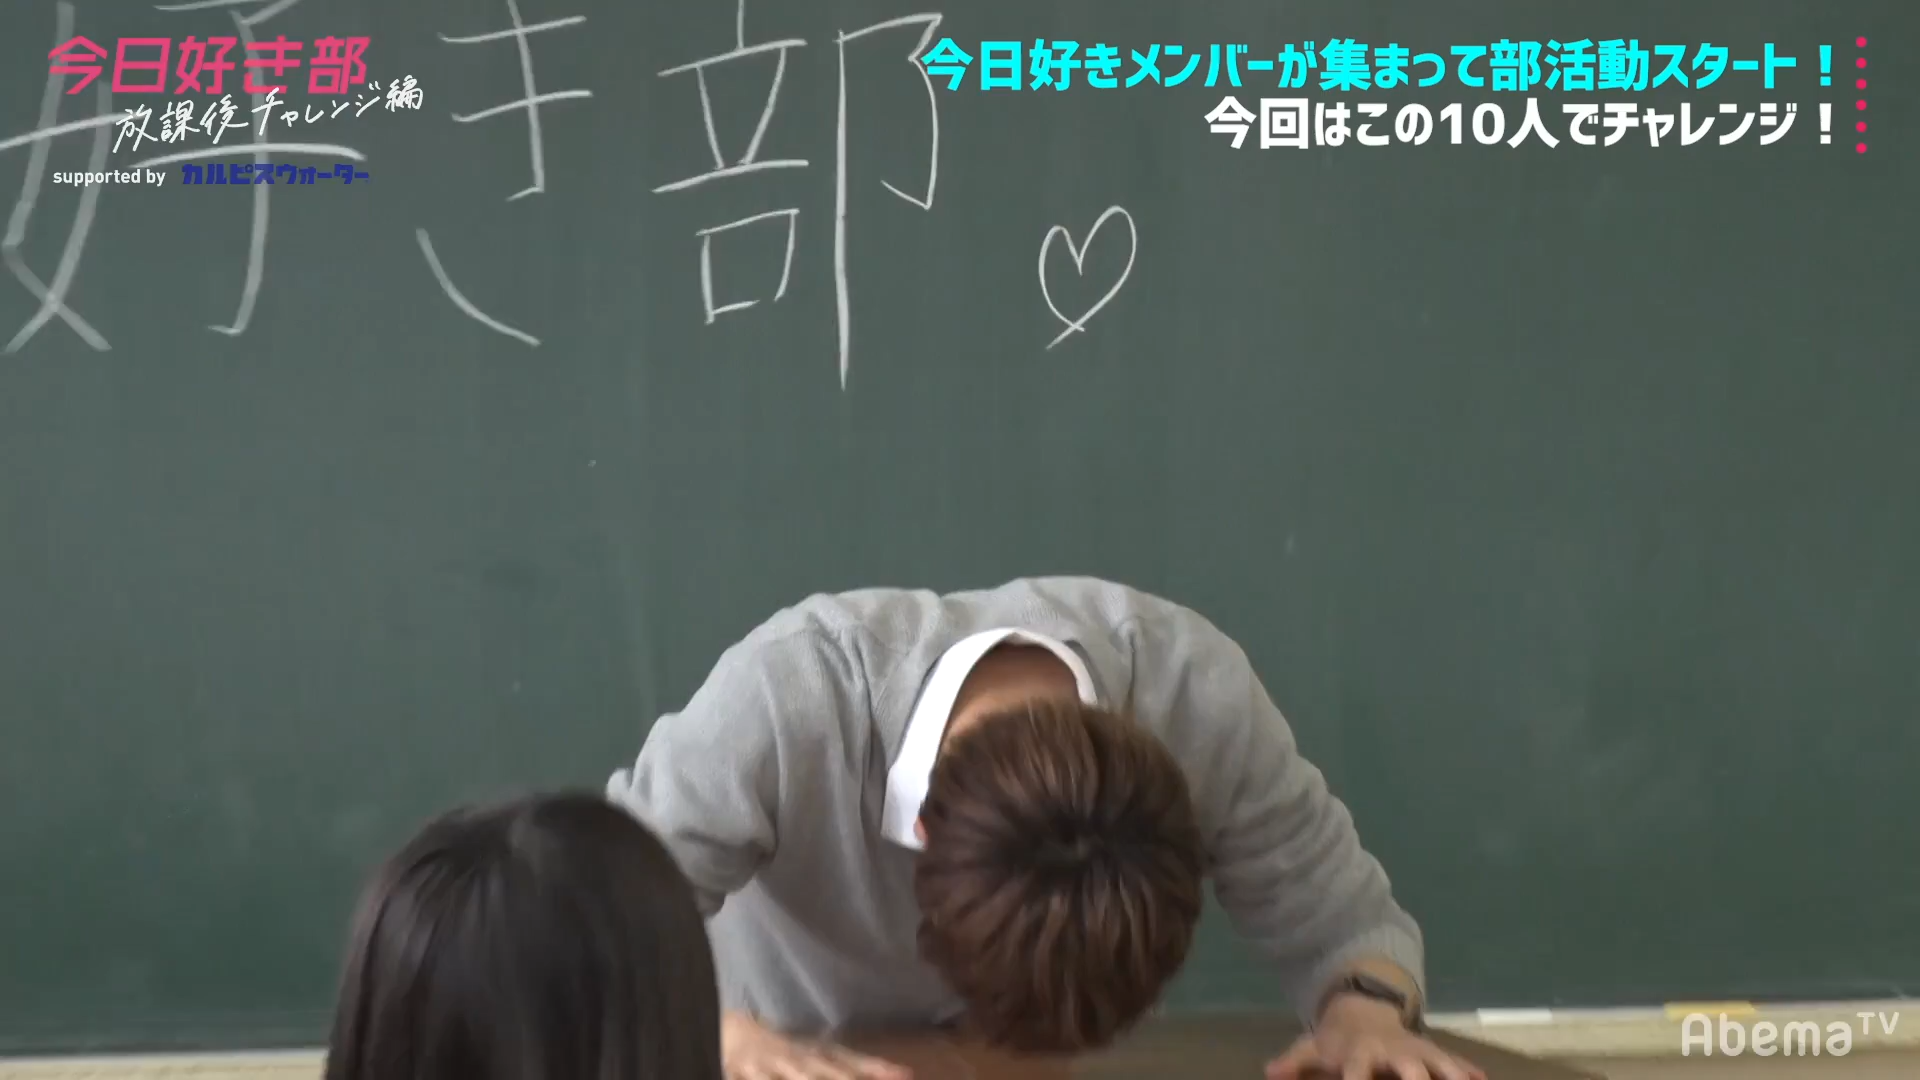 今日好き部
放課後チャレンジ編
supported by カルピスウォーター
今日好きメンバーが集まって部活動スタート！
今回はこの10人でチャレンジ！
好き部♡
AbemaTV